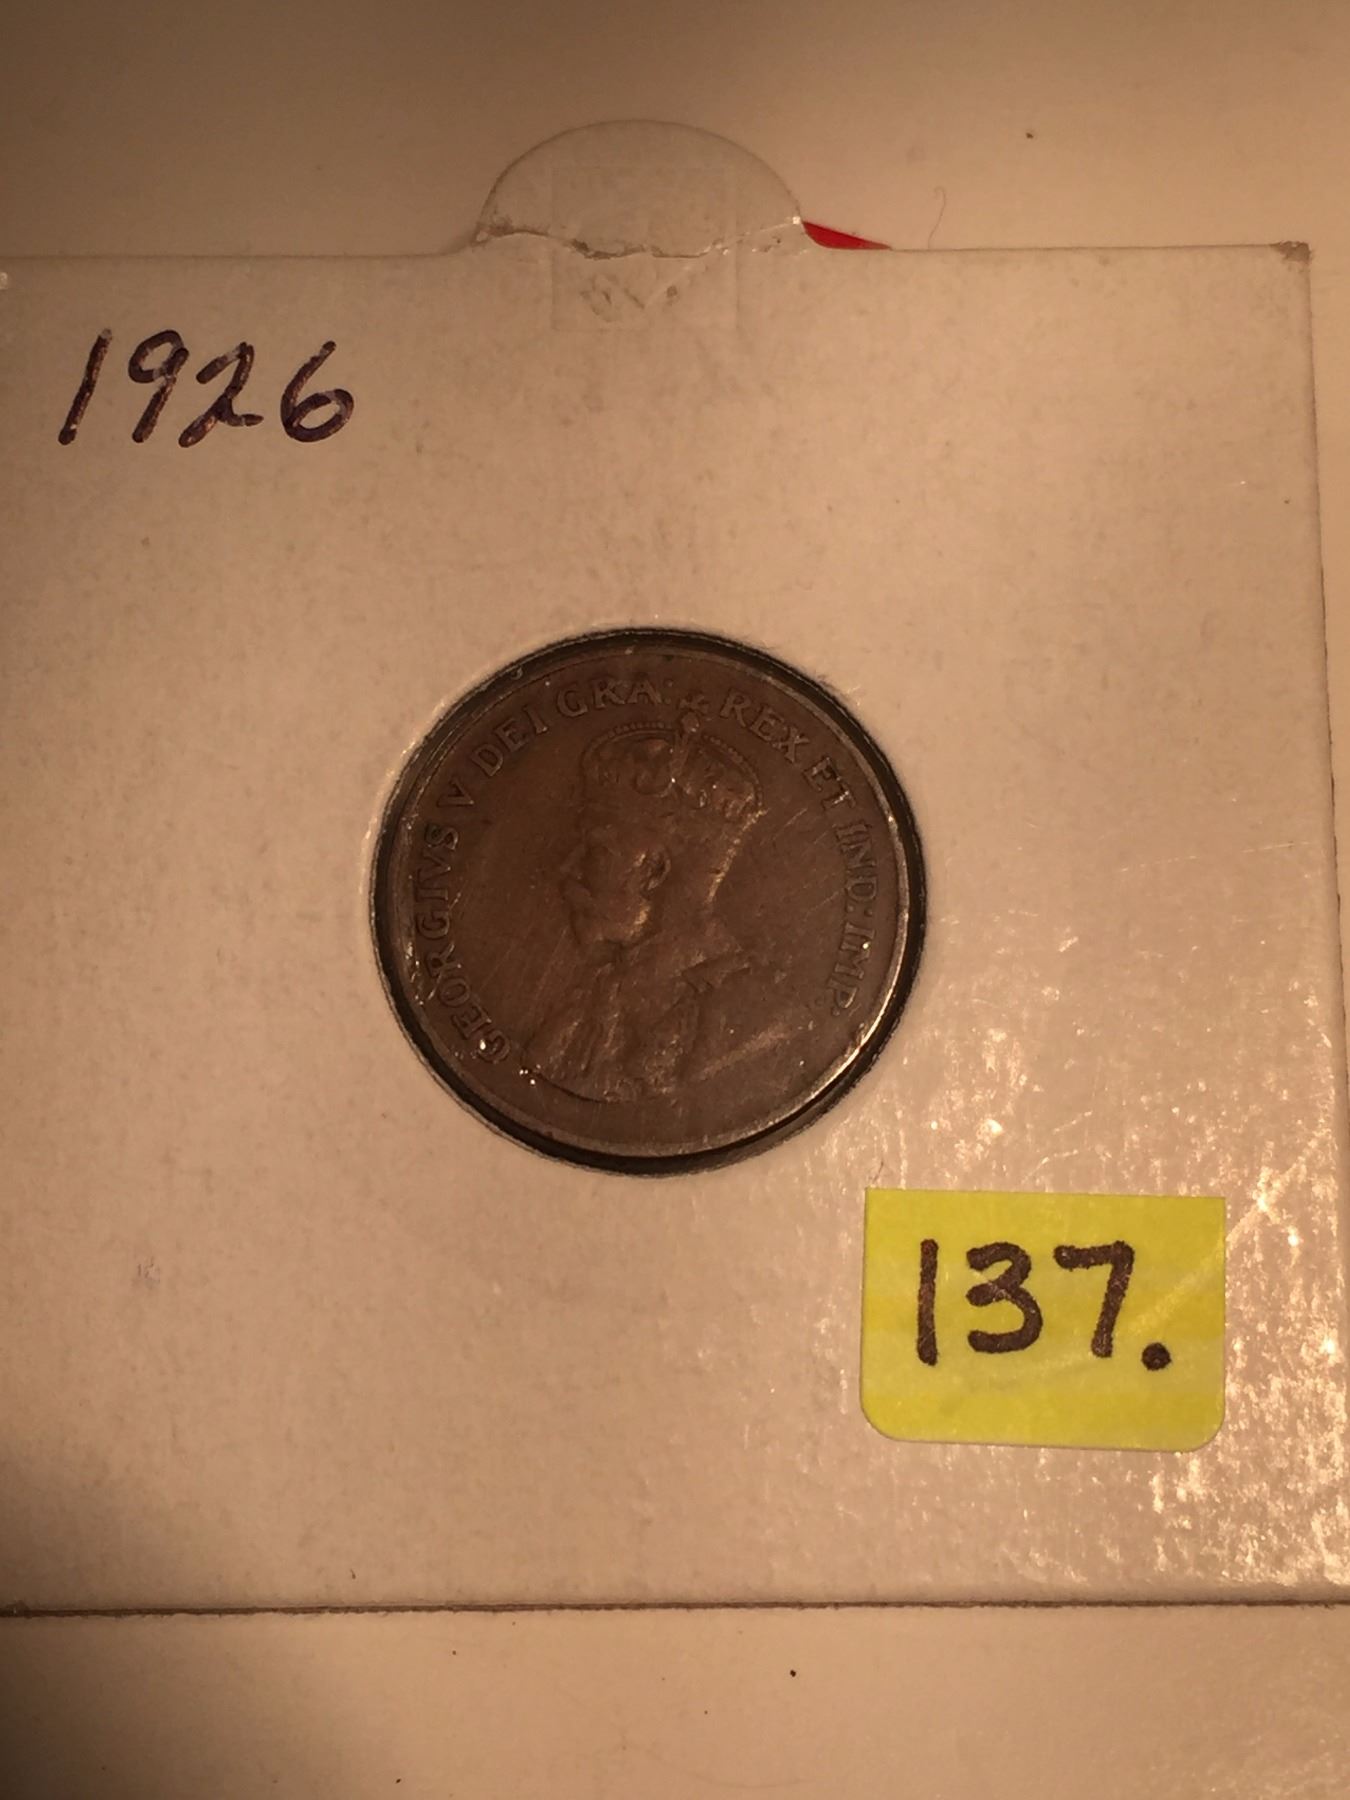 1926
GEORGIVS V DEI GRA: REX ET IND: IMP:
137.